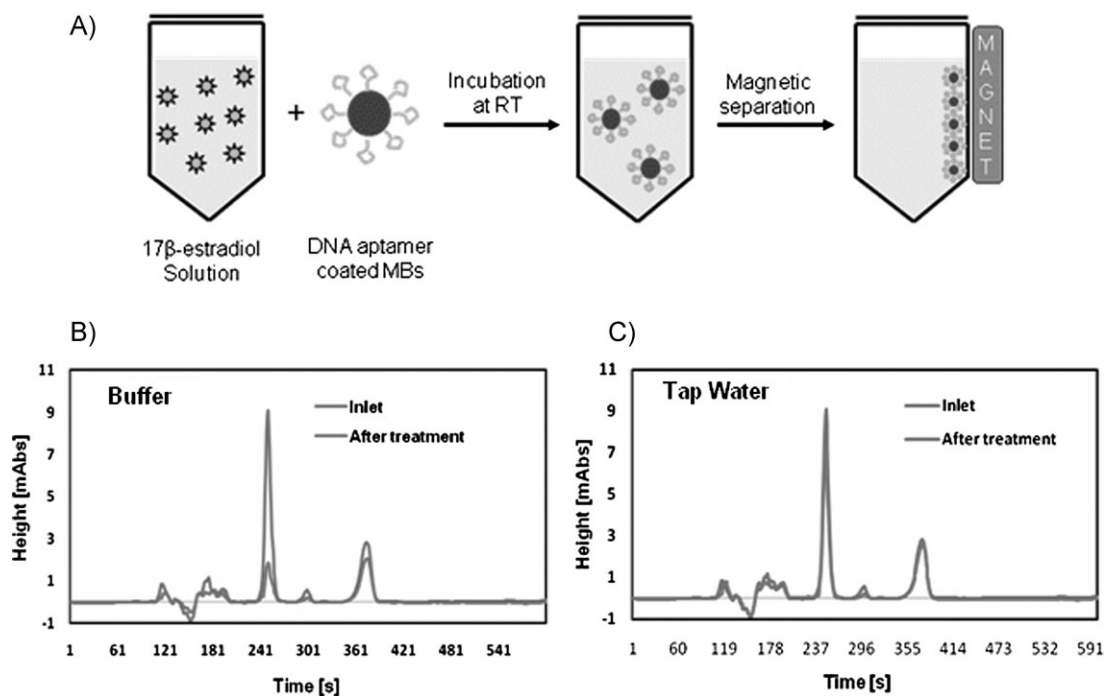 A)
Incubation
at RT
Magnetic
separation
MAGNET
+
17β-estradiol
Solution
DNA aptamer
coated MBs
B)
Buffer
Inlet
After treatment
Height [mAbs]
11
9
7
5
3
1
-1
1 61 121 181 241 301 361 421 481 541
Time [s]
C)
Tap Water
Inlet
After treatment
Height [mAbs]
11
9
7
5
3
1
-1
1 60 119 178 237 296 355 414 473 532 591
Time [s]